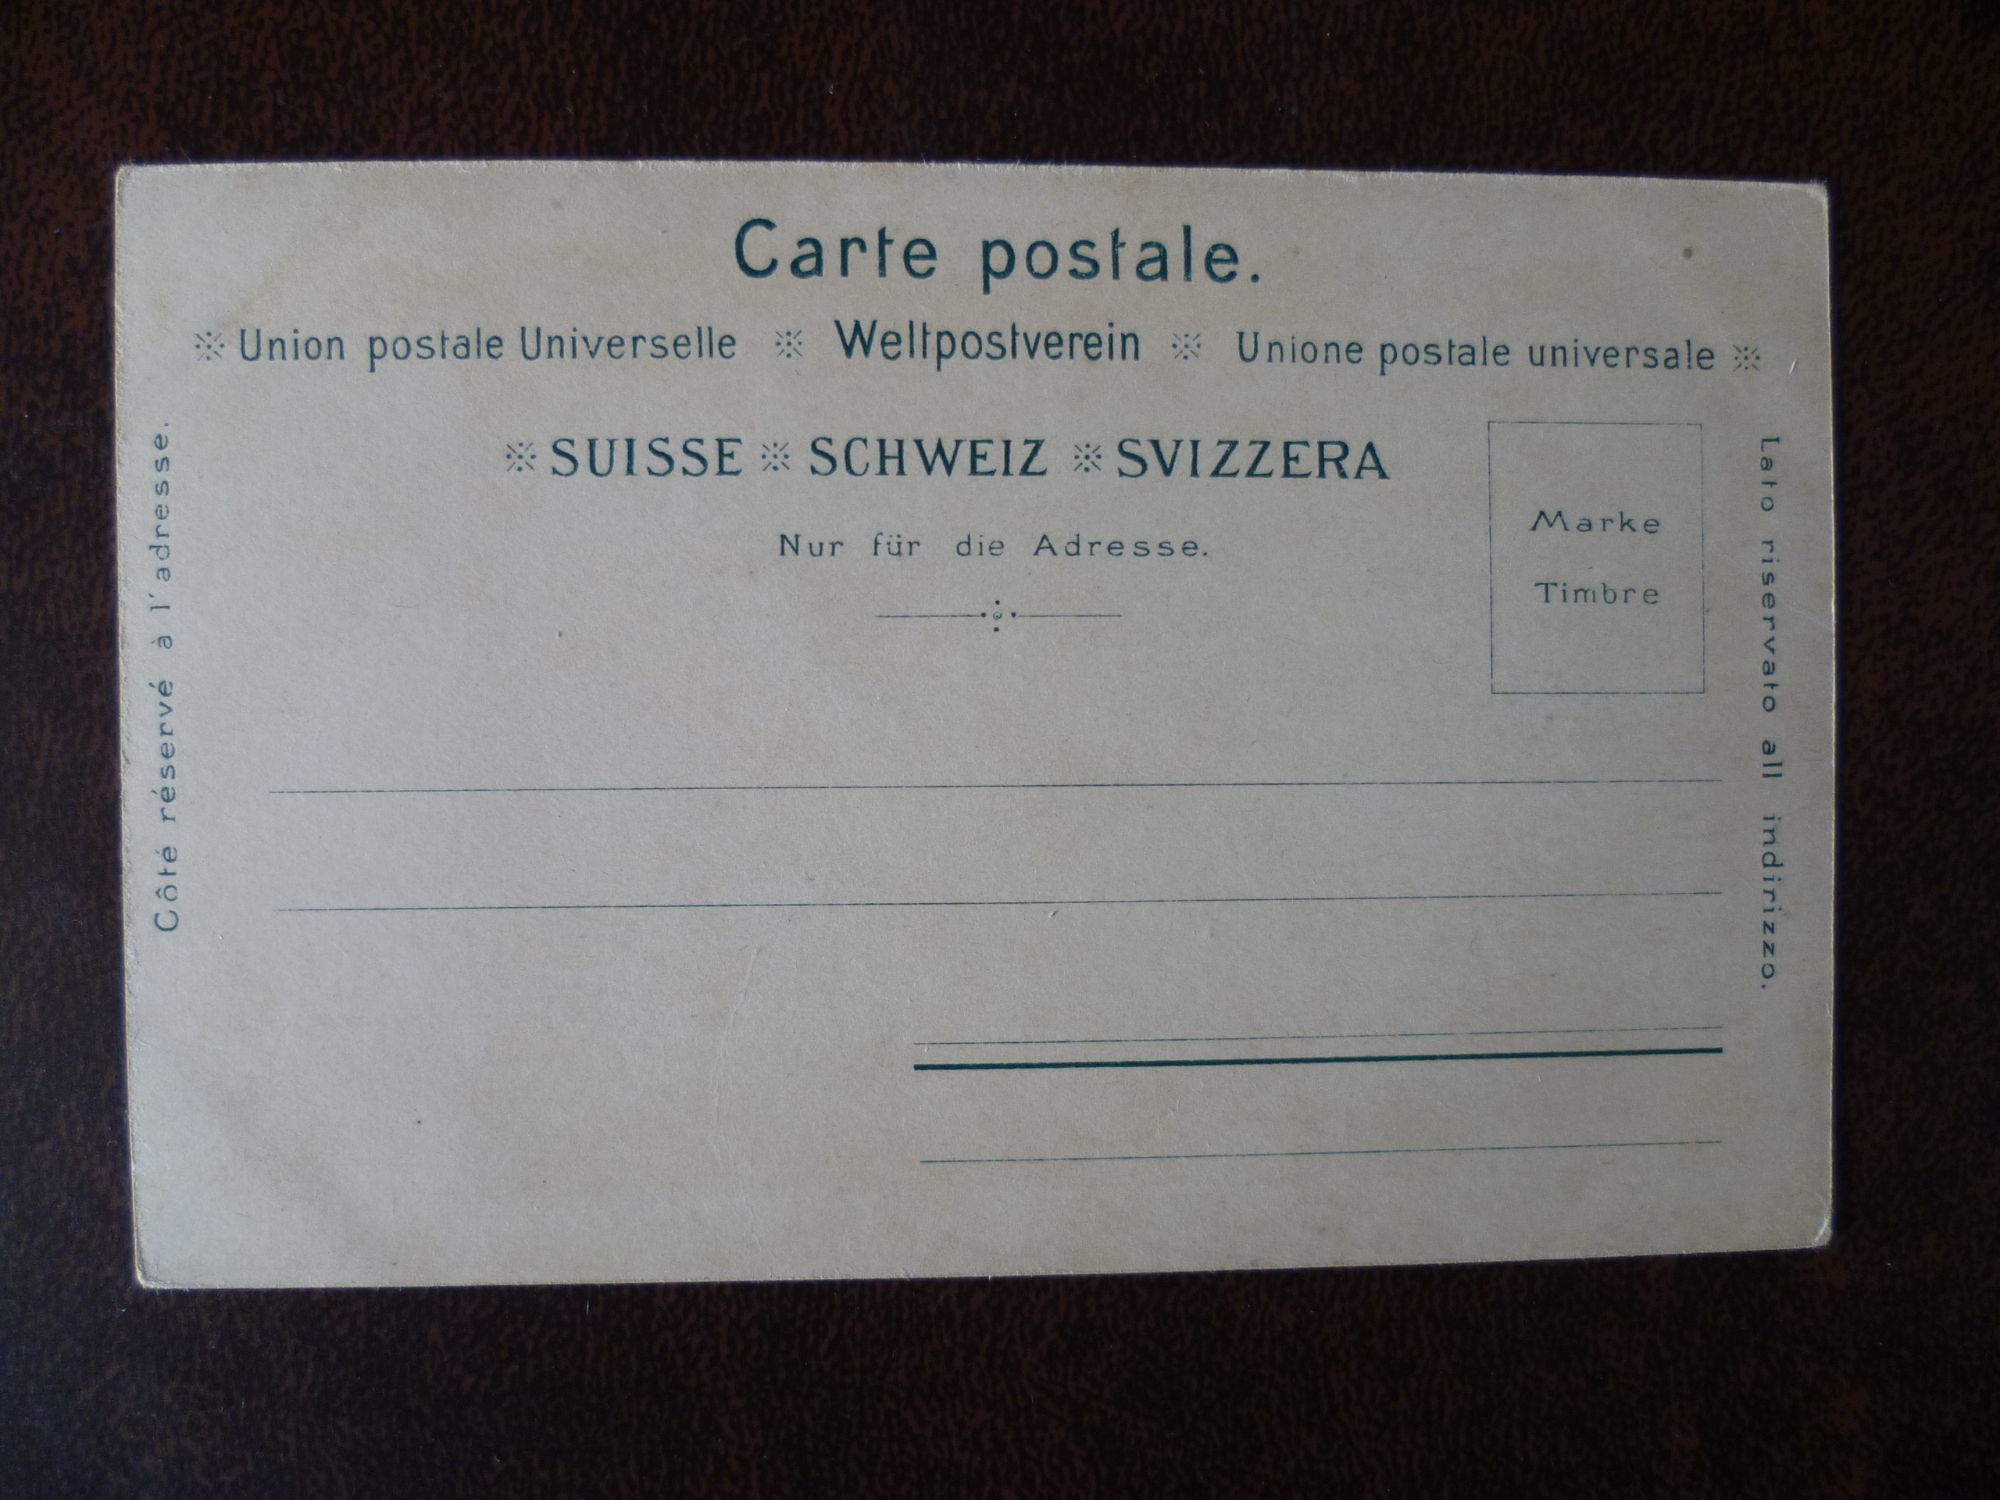 Carte postale.
Union postale Universelle ※ Weltpostverein ※ Unione postale universale
SUISSE ※ SCHWEIZ ※ SVIZZERA
Nur für die Adresse.
Marke
Timbre
Côté réservé à l'adresse.
Lato riservato all indirizzo.